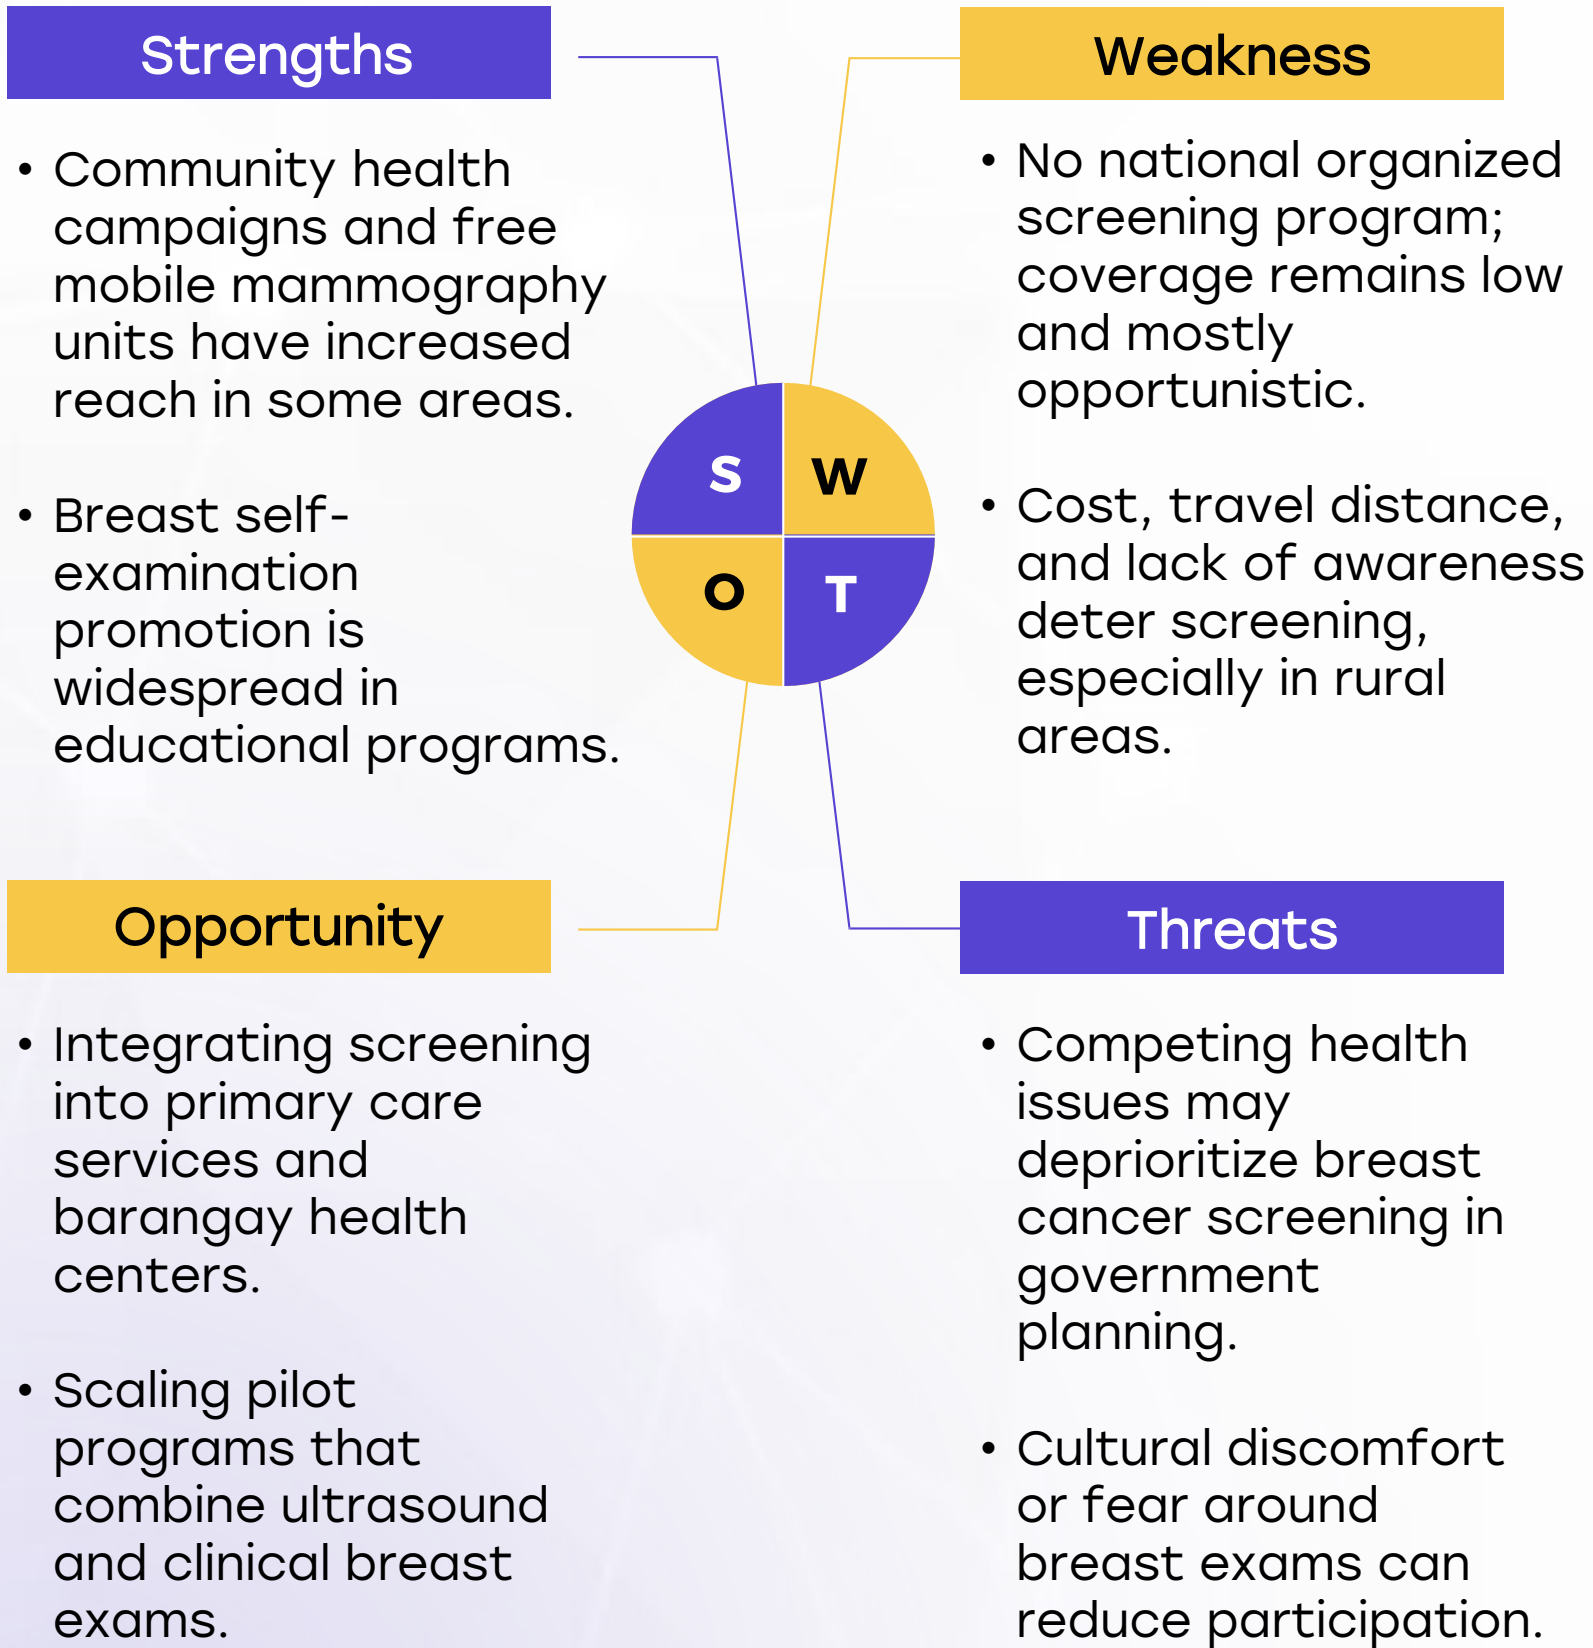 Strengths
• Community health
campaigns and free
mobile mammography
units have increased
reach in some areas.
• Breast self-
examination
promotion is
widespread in
educational programs.
Weakness
• No national organized
screening program;
coverage remains low
and mostly
opportunistic.
• Cost, travel distance,
and lack of awareness
deter screening,
especially in rural
areas.
S W
O T
Opportunity
• Integrating screening
into primary care
services and
barangay health
centers.
• Scaling pilot
programs that
combine ultrasound
and clinical breast
exams.
Threats
• Competing health
issues may
deprioritize breast
cancer screening in
government
planning.
• Cultural discomfort
or fear around
breast exams can
reduce participation.